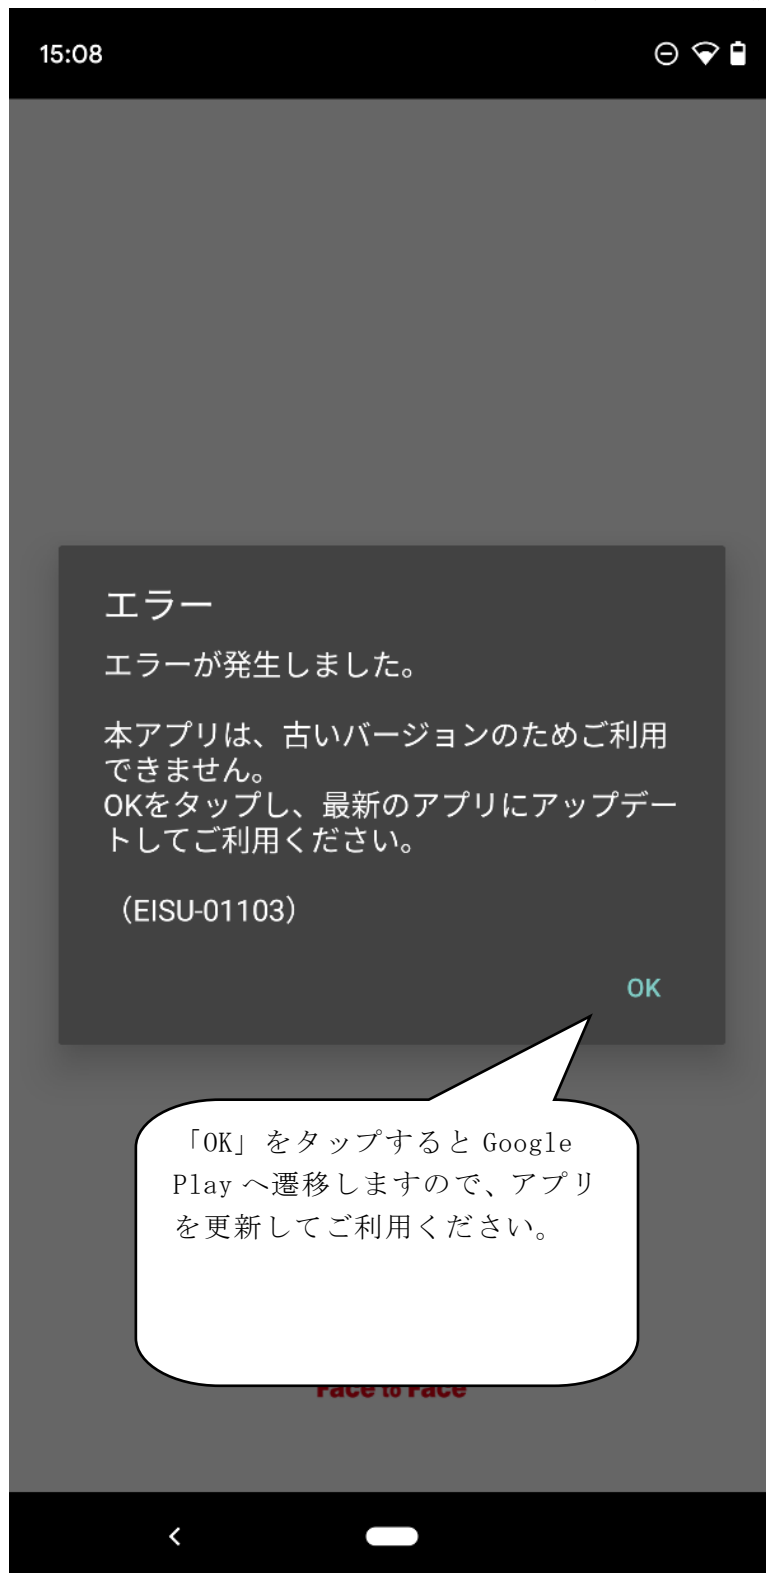 15:08
エラー
エラーが発生しました。
本アプリは、古いバージョンのためご利用
できません。
OKをタップし、最新のアプリにアップデー
トしてご利用ください。
（EISU-01103）
OK
「OK」をタップすると Google
Play へ遷移しますので、アプリ
を更新してご利用ください。
Face to Face